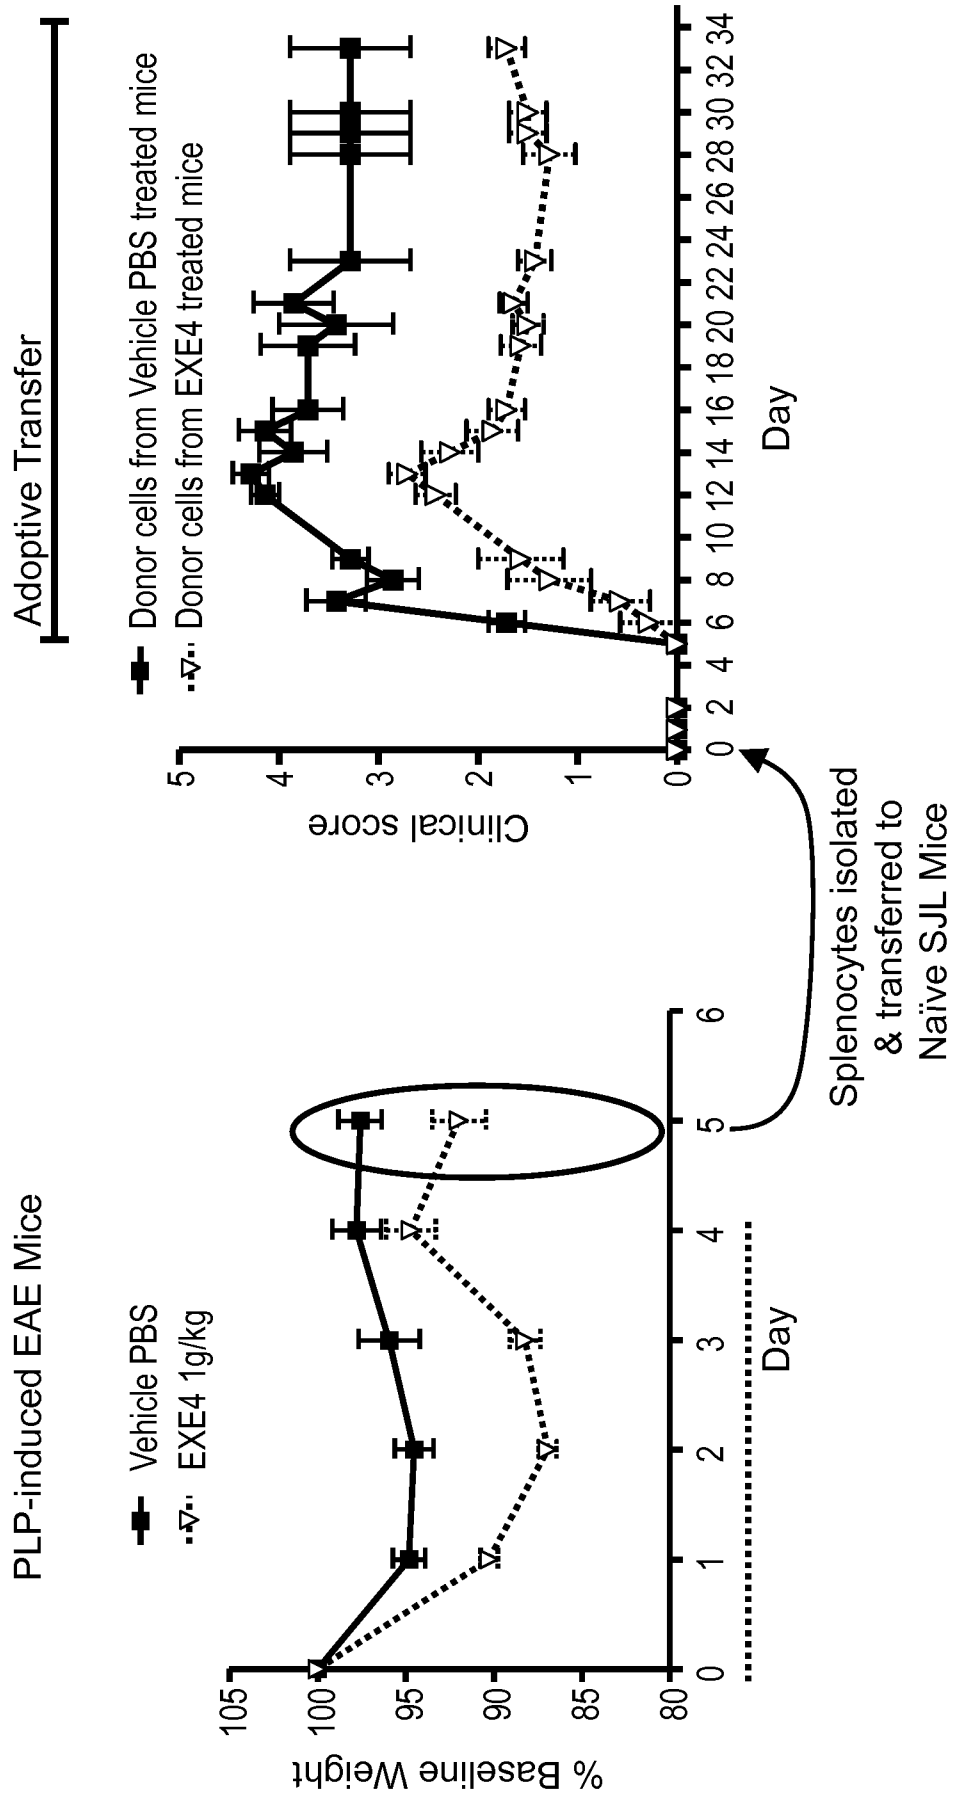 PLP-induced EAE Mice
Vehicle PBS
EXE4 1g/kg
% Baseline Weight
105
100
95
90
85
80
0 1 2 3 4 5 6
Day
Splenocytes isolated
& transferred to
Naïve SJL Mice
Adoptive Transfer
Donor cells from Vehicle PBS treated mice
Donor cells from EXE4 treated mice
Clinical score
5
4
3
2
1
0
0 2 4 6 8 10 12 14 16 18 20 22 24 26 28 30 32 34
Day